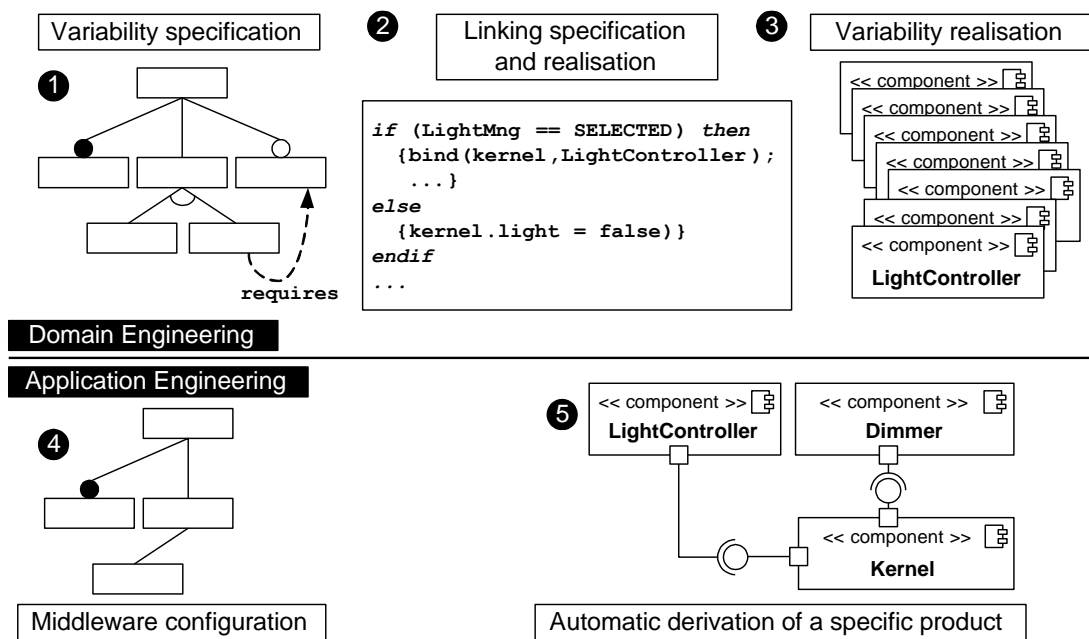 Variability specification
1
requires
2
Linking specification
and realisation
if (LightMng == SELECTED) then
{bind(kernel,LightController);
...}
else
{kernel.light = false)}
endif
...
3
Variability realisation
<< component >>
<< component >>
<< component >>
<< component >>
<< component >>
<< component >>
<< component >>
LightController
Domain Engineering
Application Engineering
4
Middleware configuration
5
<< component >>
LightController
<< component >>
Dimmer
<< component >>
Kernel
Automatic derivation of a specific product